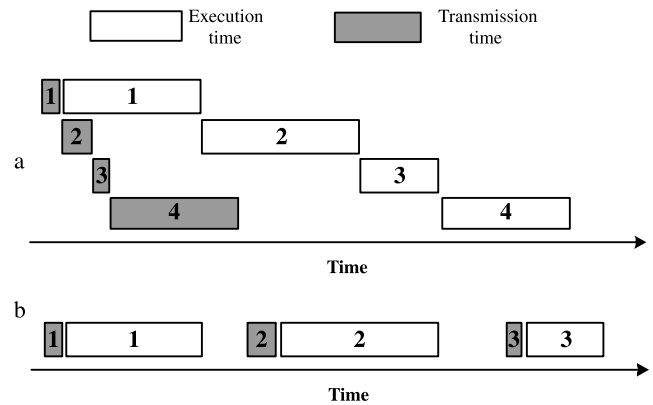 Execution
time
Transmission
time
1 1
2 2
a
3 3
4 4
Time
b
1 1 2 2 3 3
Time